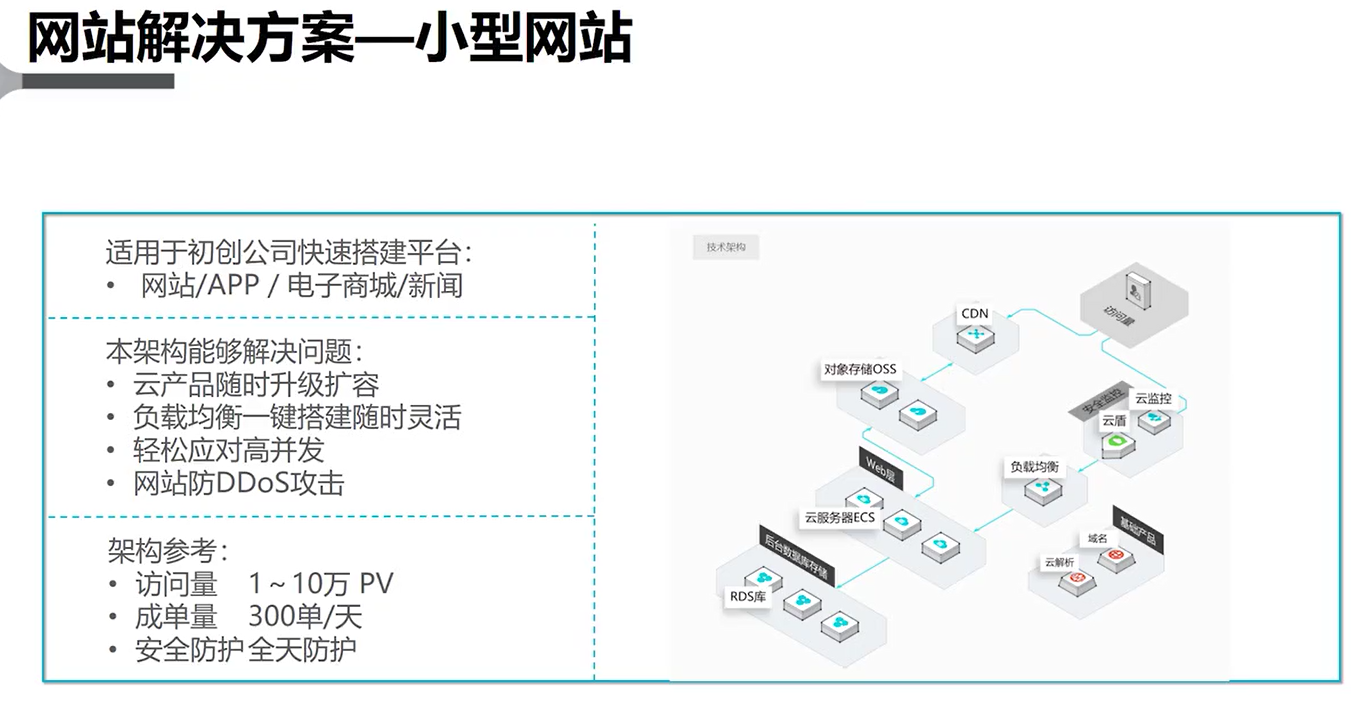 网站解决方案—小型网站
适用于初创公司快速搭建平台：
• 网站/APP / 电子商城/新闻
本架构能够解决问题：
• 云产品随时升级扩容
• 负载均衡一键搭建随时灵活
• 轻松应对高并发
• 网站防DDoS攻击
架构参考：
• 访问量 1～10万 PV
• 成单量 300单/天
• 安全防护 全天防护
技术架构
访问量
CDN
对象存储OSS
安全监控
云监控
云盾
Web层
负载均衡
云服务器ECS
基础产品
域名
云解析
后台数据库存储
RDS库